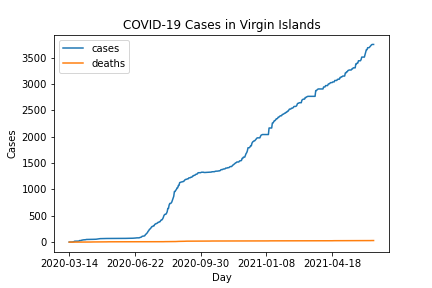 COVID-19 Cases in Virgin Islands
cases
deaths
3500
3000
2500
2000
1500
1000
500
0
Cases
2020-03-14 2020-06-22 2020-09-30 2021-01-08 2021-04-18
Day